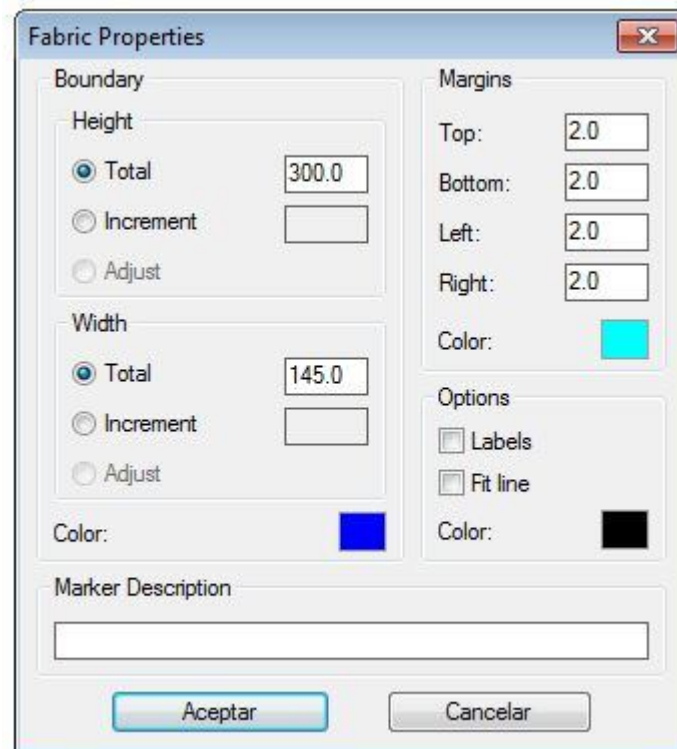 Fabric Properties
Boundary
Height
Total 300.0
Increment
Adjust
Width
Total 145.0
Increment
Adjust
Color:
Margins
Top: 2.0
Bottom: 2.0
Left: 2.0
Right: 2.0
Color:
Options
Labels
Fit line
Color:
Marker Description
Aceptar
Cancelar